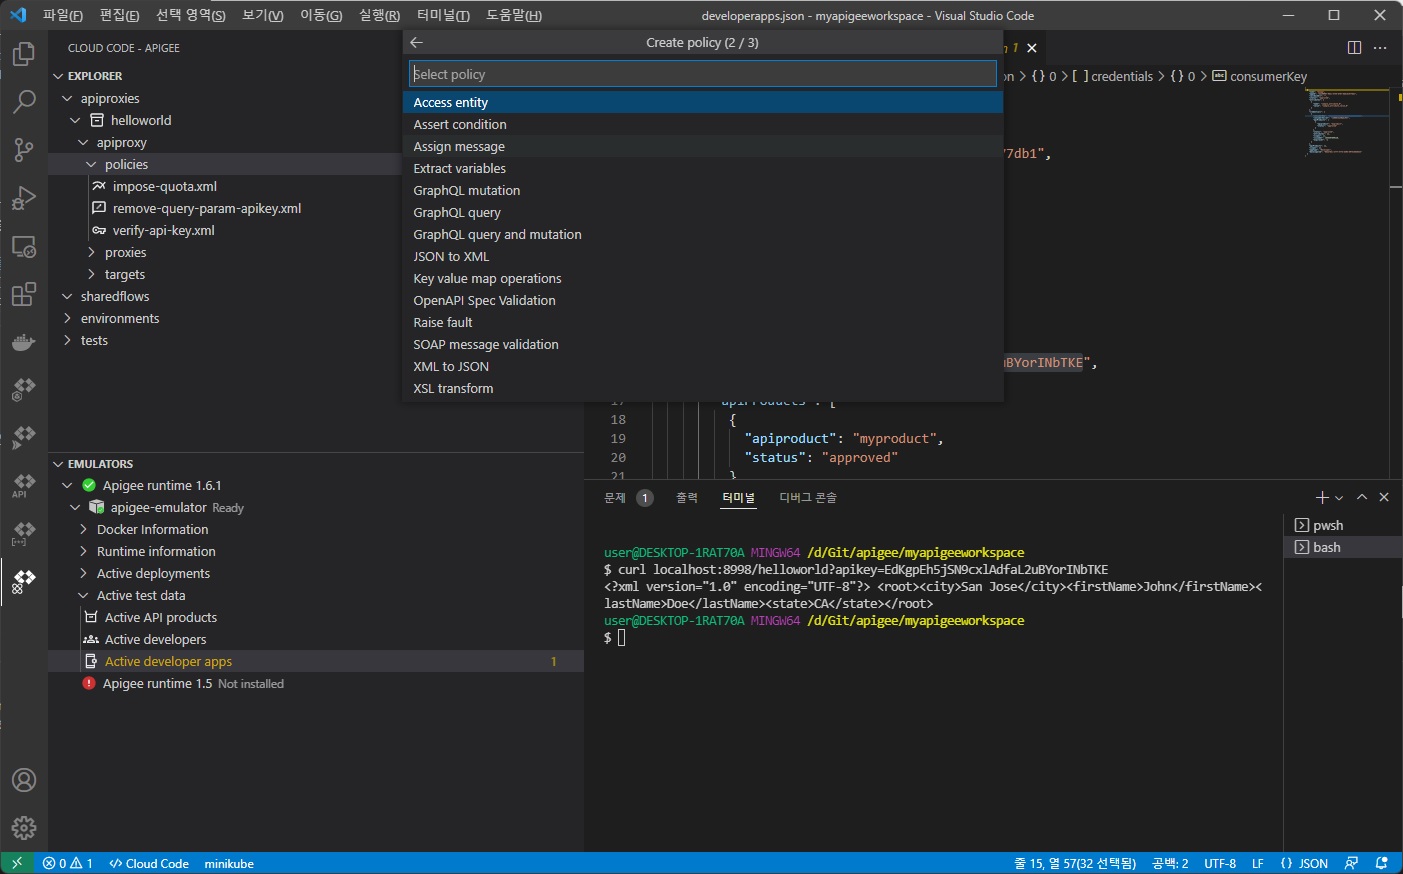 파일(F) 편집(E) 선택 영역(S) 보기(V) 이동(G) 실행(R) 터미널(T) 도움말(H) developerapps.json - myapigeeworkspace - Visual Studio Code
CLOUD CODE - APIGEE
EXPLORER
apiproxies
helloworld
apiproxy
policies
impose-quota.xml
remove-query-param-apikey.xml
verify-api-key.xml
proxies
targets
sharedflows
environments
tests
Create policy (2 / 3)
Select policy
Access entity
Assert condition
Assign message
Extract variables
GraphQL mutation
GraphQL query
GraphQL query and mutation
JSON to XML
Key value map operations
OpenAPI Spec Validation
Raise fault
SOAP message validation
XML to JSON
XSL transform
1
on > {} 0 > [ ] credentials > {} 0 > consumerKey
77db1",
uBYorINbTKE",
17 apiProducts : [
18 {
19 "apiproduct": "myproduct",
20 "status": "approved"
21 }
EMULATORS
Apigee runtime 1.6.1
apigee-emulator Ready
Docker Information
Runtime information
Active deployments
Active test data
Active API products
Active developers
Active developer apps 1
Apigee runtime 1.5 Not installed
API
문제 1 출력 터미널 디버그 콘솔
pwsh
bash
user@DESKTOP-1RAT70A MINGW64 /d/Git/apigee/myapigeeworkspace
$ curl localhost:8998/helloworld?apikey=EdKgpEh5jSN9cxlAdfaL2uBYorINbTKE
<?xml version="1.0" encoding="UTF-8"?> <root><city>San Jose</city><firstName>John</firstName><
lastName>Doe</lastName><state>CA</state></root>
user@DESKTOP-1RAT70A MINGW64 /d/Git/apigee/myapigeeworkspace
$
0 1 Cloud Code minikube 줄 15, 열 57(32 선택됨) 공백: 2 UTF-8 LF {} JSON